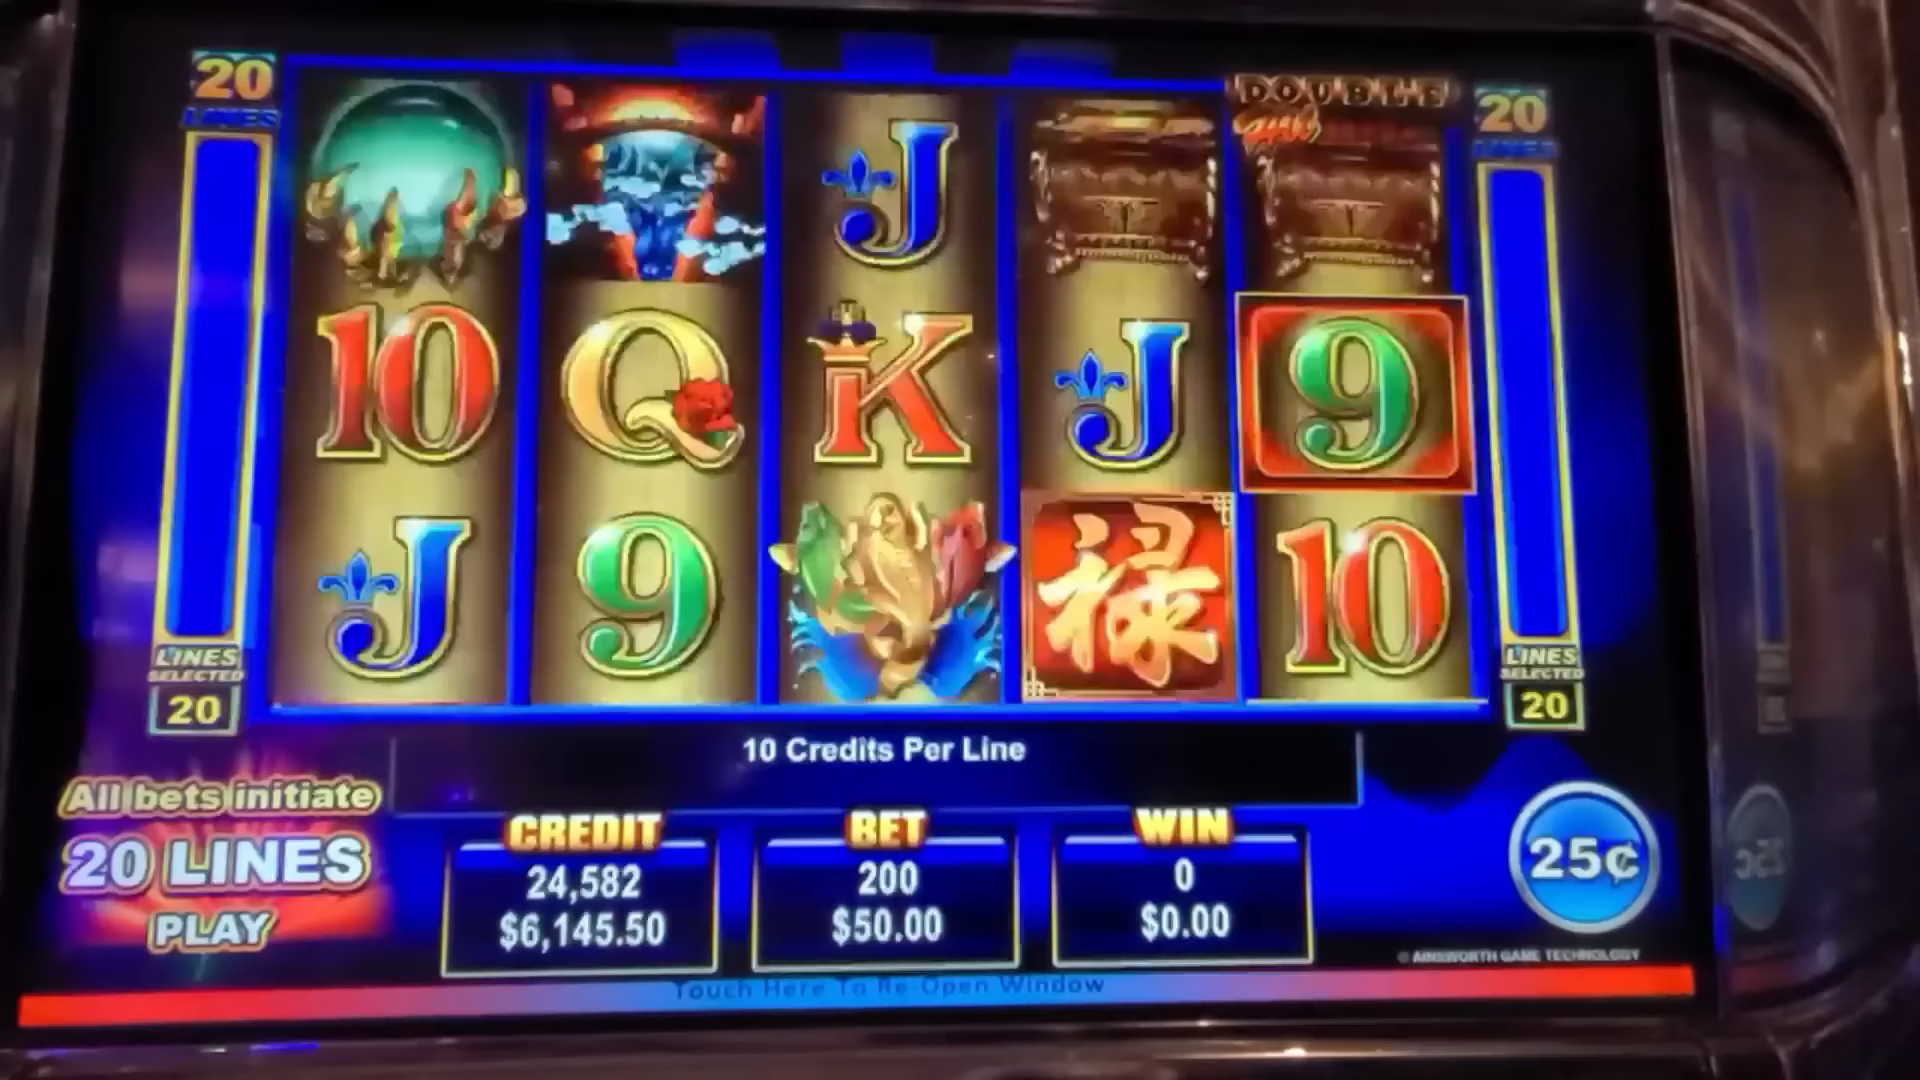 20
LINES
DOUBLE
20
LINES
J
10
Q
K
J
9
J
9
禄
10
LINES
SELECTED
20
LINES
SELECTED
20
10 Credits Per Line
All bets initiate
20 LINES
PLAY
CREDIT
24,582
$6,145.50
BET
200
$50.00
WIN
0
$0.00
25¢
© AINSWORTH GAME TECHNOLOGY
Touch Here To Re-Open Window